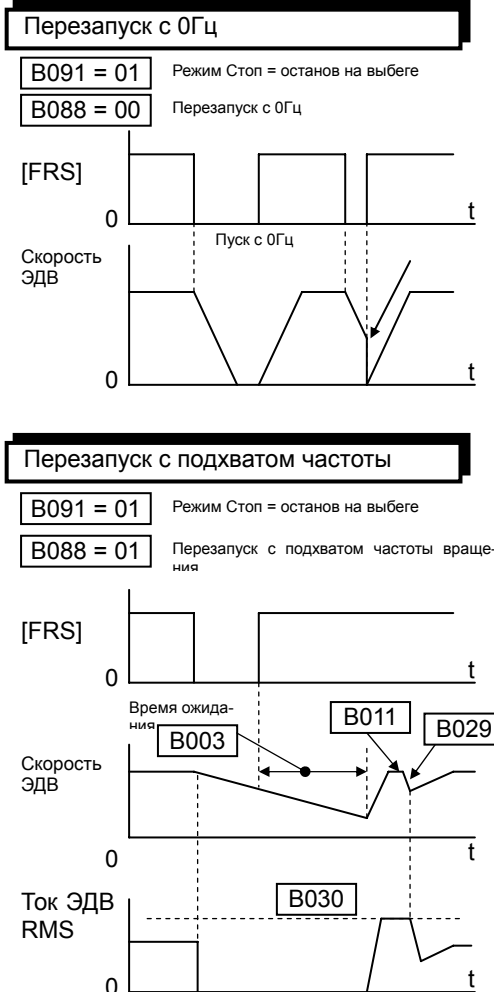 Перезапуск с 0Гц
B091 = 01 Режим Стоп = останов на выбеге
B088 = 00 Перезапуск с 0Гц
[FRS]
0
t
Пуск с 0Гц
Скорость
ЭДВ
0
t
Перезапуск с подхватом частоты
B091 = 01 Режим Стоп = останов на выбеге
B088 = 01 Перезапуск с подхватом частоты враще-
ния
[FRS]
0
t
Время ожида-
ния
B003
B011
B029
Скорость
ЭДВ
0
t
Ток ЭДВ
RMS
B030
0
t